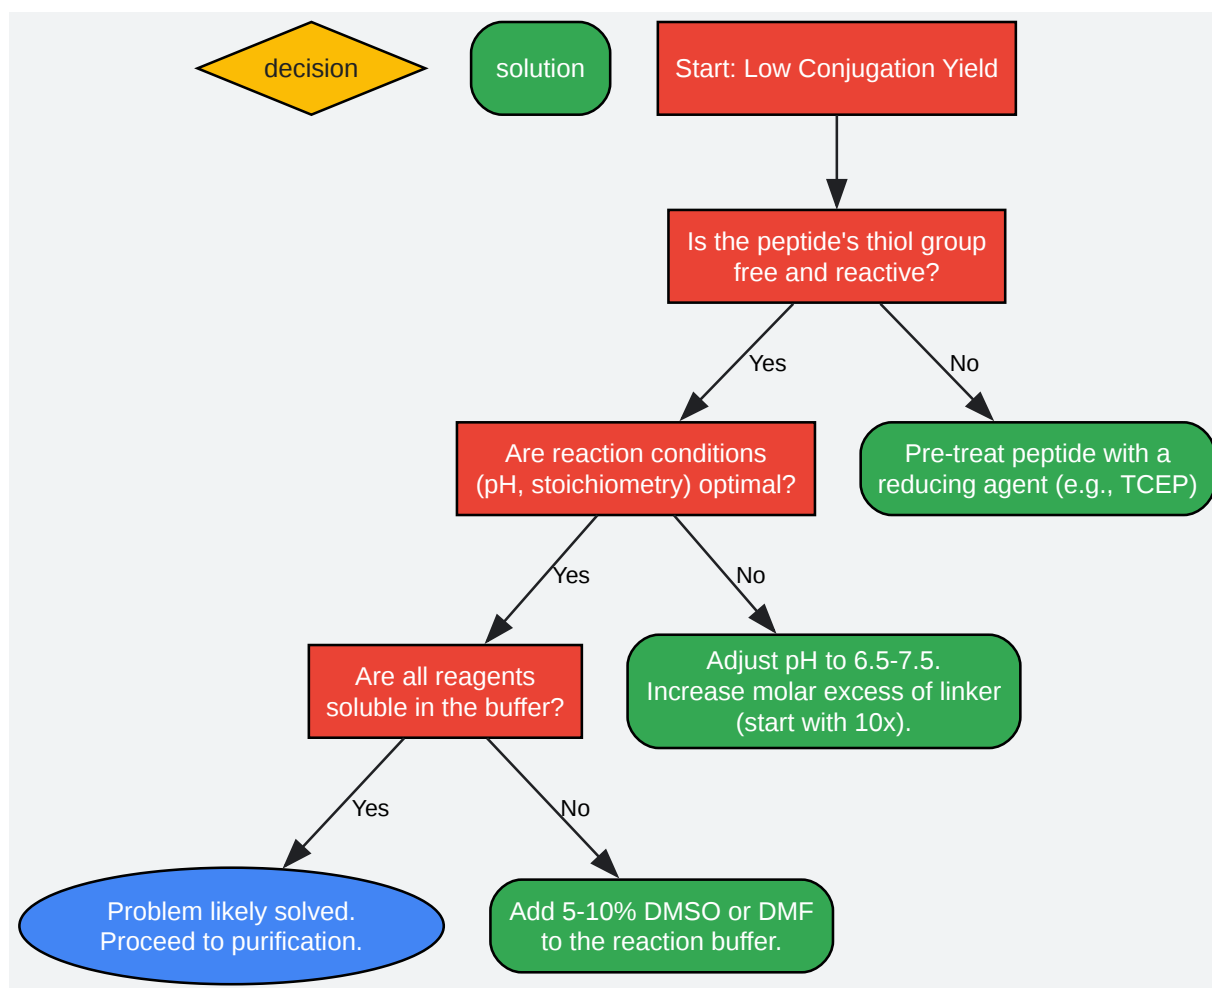 decision
solution
Start: Low Conjugation Yield
Is the peptide's thiol group
free and reactive?
Yes
No
Are reaction conditions
(pH, stoichiometry) optimal?
Pre-treat peptide with a
reducing agent (e.g., TCEP)
Yes
No
Are all reagents
soluble in the buffer?
Adjust pH to 6.5-7.5.
Increase molar excess of linker
(start with 10x).
Yes
No
Problem likely solved.
Proceed to purification.
Add 5-10% DMSO or DMF
to the reaction buffer.